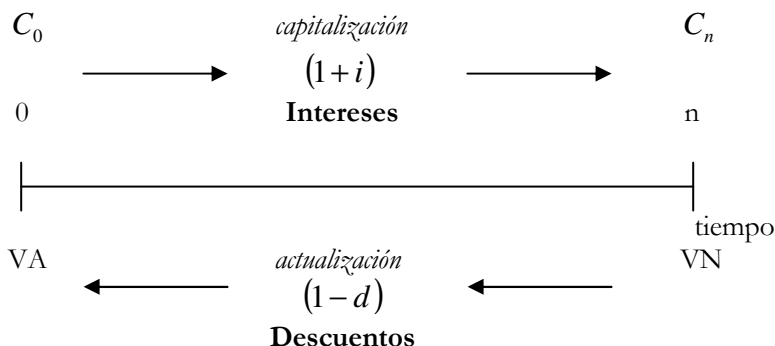 C₀ capitalización Cₙ
(1 + i)
0 Intereses n
tiempo
VA actualización VN
(1 − d)
Descuentos